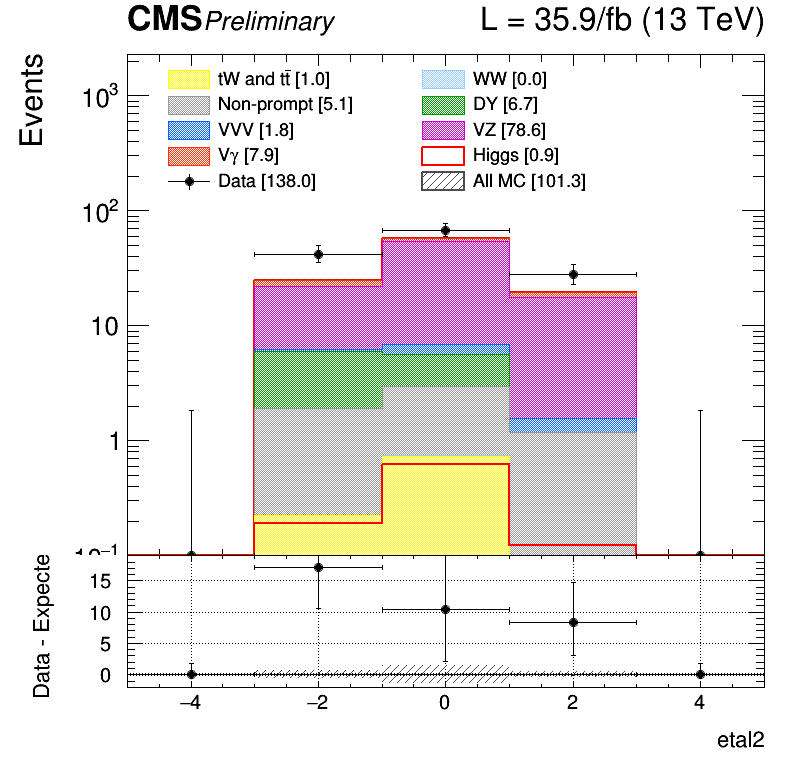 CMS Preliminary L = 35.9/fb (13 TeV)
Events
tW and tt̄ [1.0] WW [0.0]
Non-prompt [5.1] DY [6.7]
VVV [1.8] VZ [78.6]
Vγ [7.9] Higgs [0.9]
Data [138.0] All MC [101.3]
10³
10²
10
1
Data - Expecte
15
10
5
0
−4 −2 0 2 4
etal2